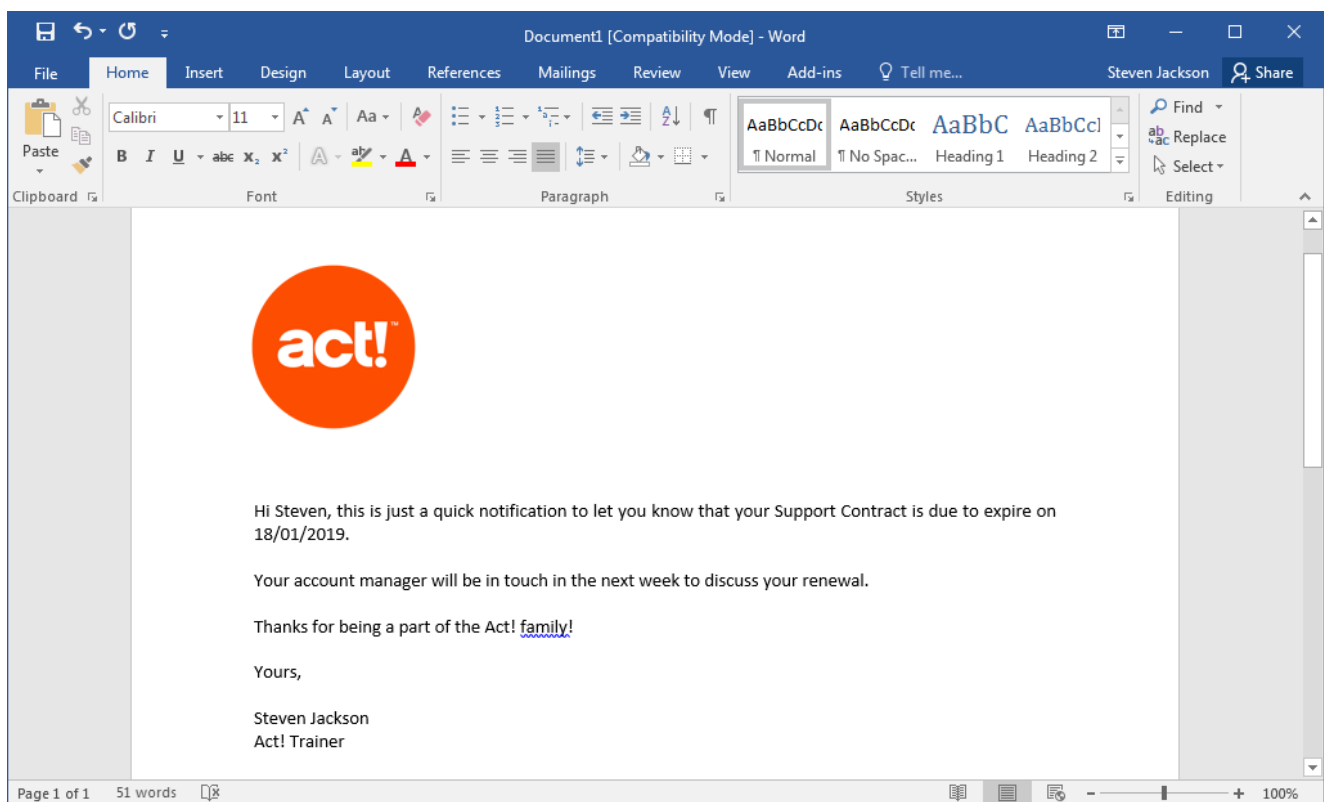 Document1 [Compatibility Mode] - Word
File Home Insert Design Layout References Mailings Review View Add-ins Tell me... Steven Jackson Share
Paste
Calibri 11 A A Aa
B I U abc x₂ x² A ab A
AaBbCcDc AaBbCcDc AaBbC AaBbCcl
¶ Normal ¶ No Spac... Heading 1 Heading 2
Find
Replace
Select
Clipboard Font Paragraph Styles Editing
act!™
Hi Steven, this is just a quick notification to let you know that your Support Contract is due to expire on
18/01/2019.
Your account manager will be in touch in the next week to discuss your renewal.
Thanks for being a part of the Act! family!
Yours,
Steven Jackson
Act! Trainer
Page 1 of 1 51 words 100%